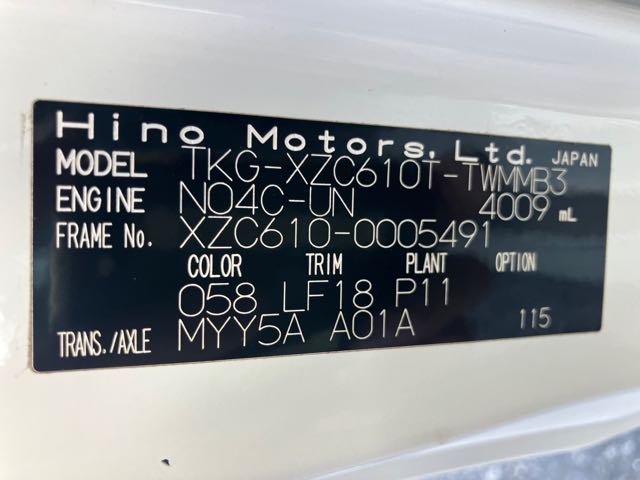 Hino Motors, Ltd. JAPAN
MODEL TKG-XZC610T-TWMMB3
ENGINE N04C-UN 4009 mL
FRAME No. XZC610-0005491
COLOR TRIM PLANT OPTION
058 LF18 P11
TRANS./AXLE MYY5A A01A 115